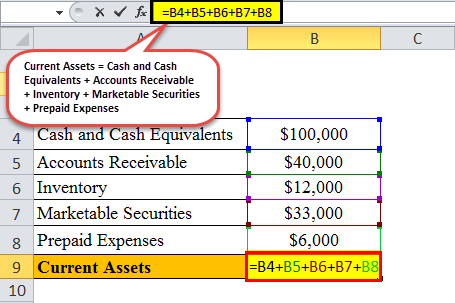 =B4+B5+B6+B7+B8
A B C
Current Assets = Cash and Cash
Equivalents + Accounts Receivable
+ Inventory + Marketable Securities
+ Prepaid Expenses
4 Cash and Cash Equivalents $100,000
5 Accounts Receivable $40,000
6 Inventory $12,000
7 Marketable Securities $33,000
8 Prepaid Expenses $6,000
9 Current Assets =B4+B5+B6+B7+B8
10